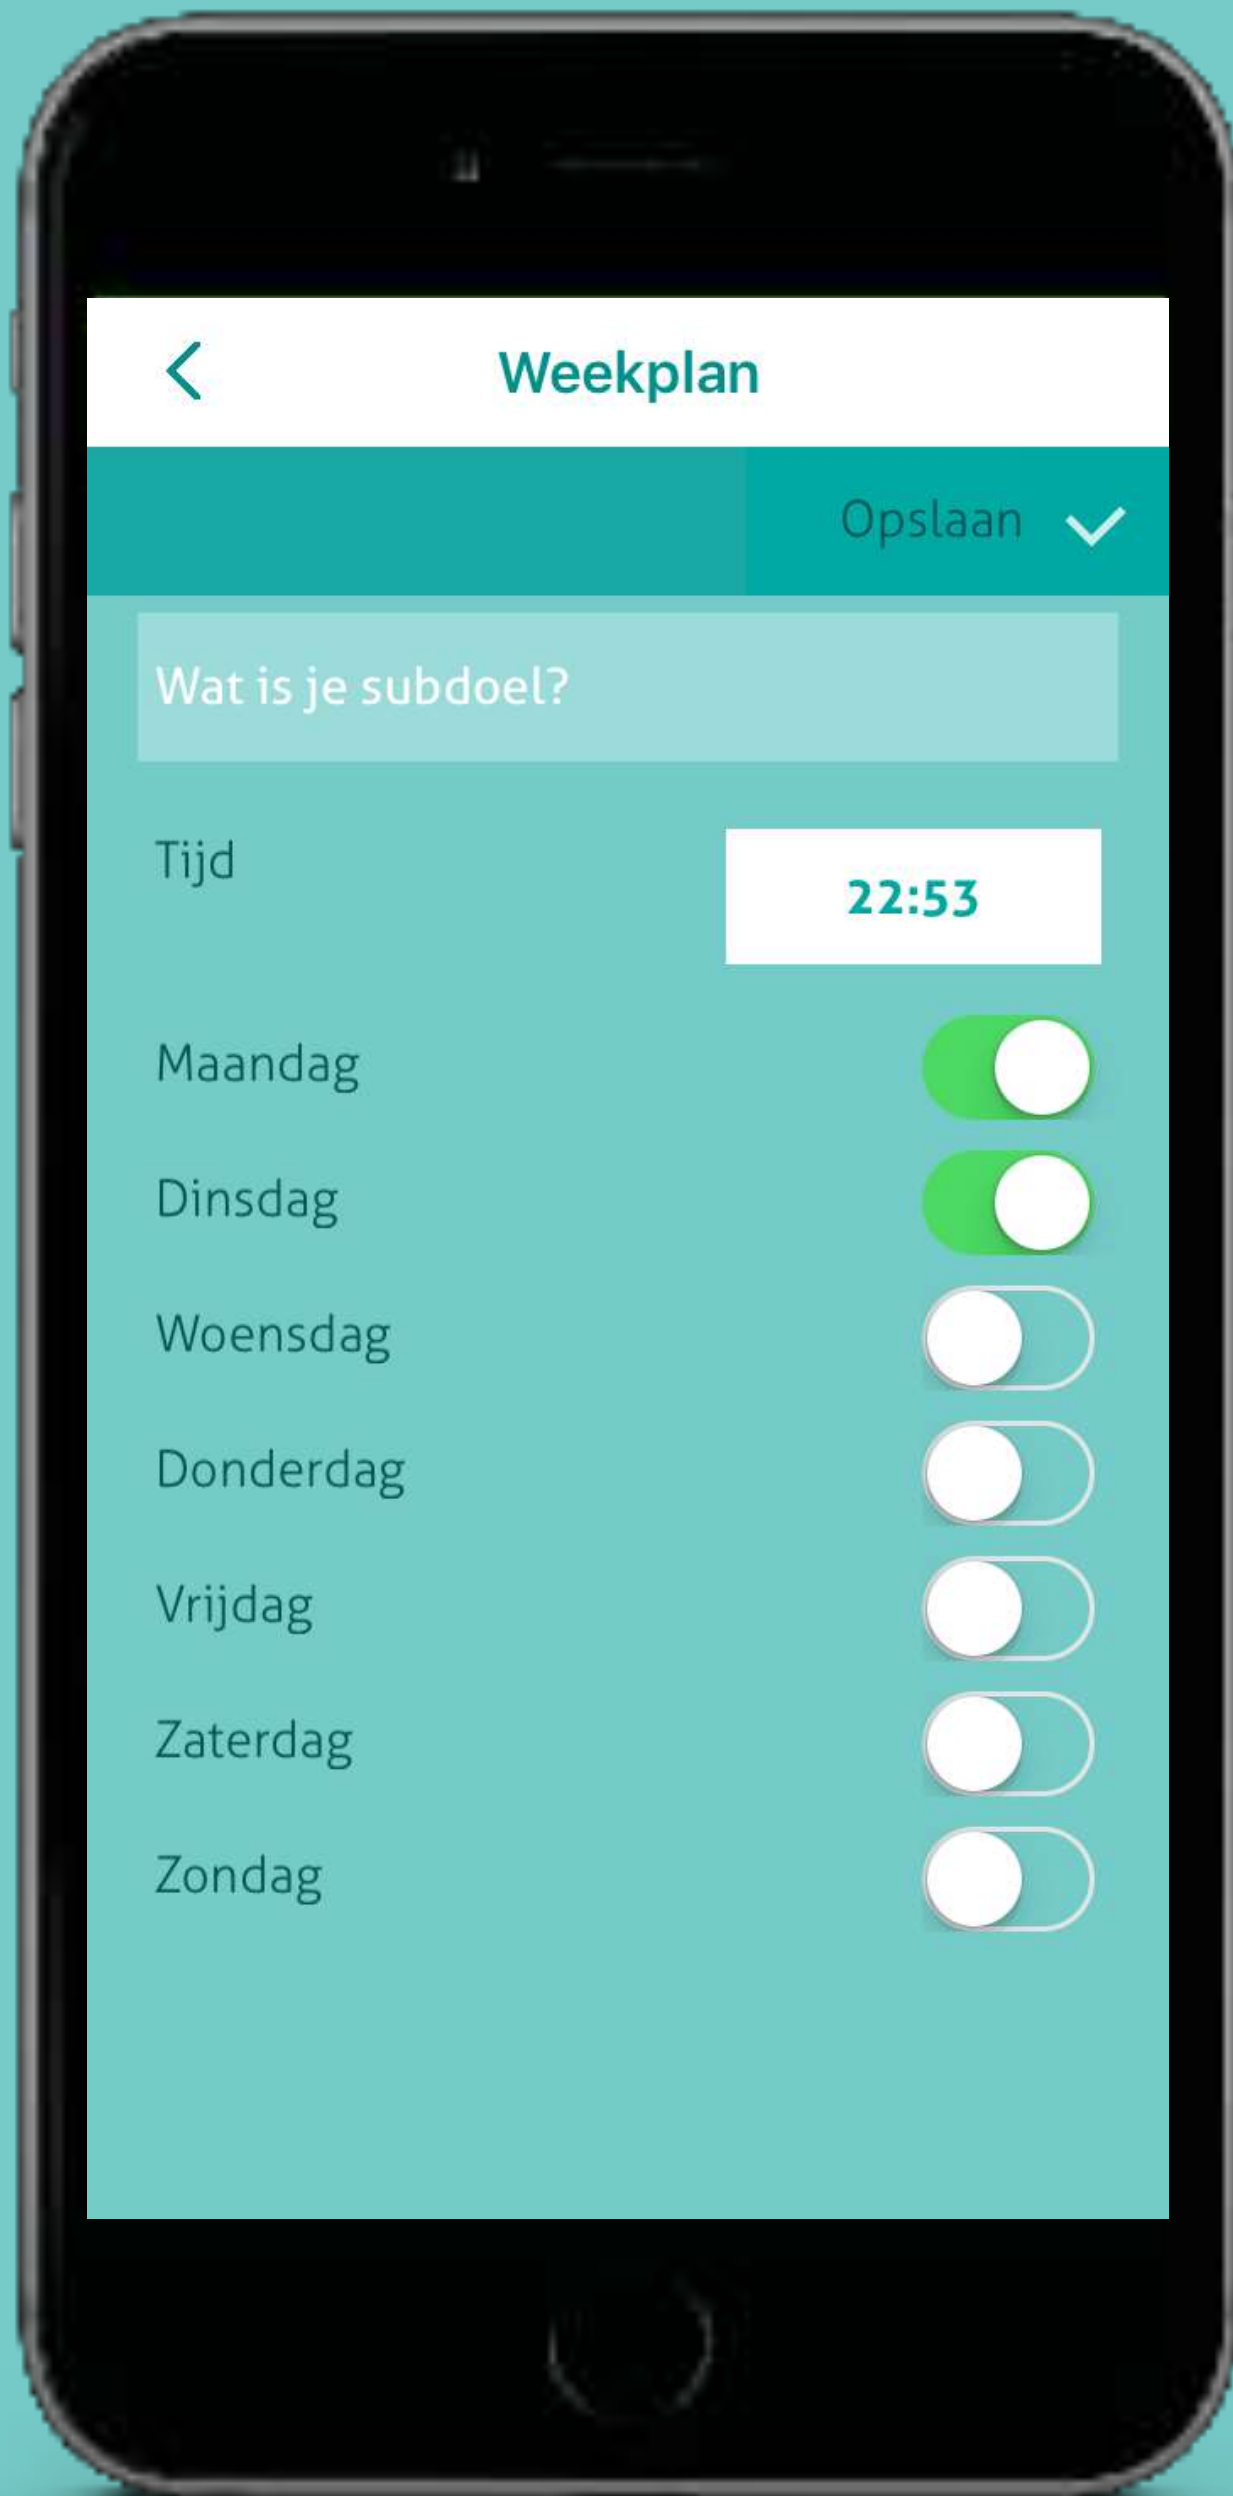 Weekplan
Opslaan
Wat is je subdoel?
Tijd
22:53
Maandag
Dinsdag
Woensdag
Donderdag
Vrijdag
Zaterdag
Zondag